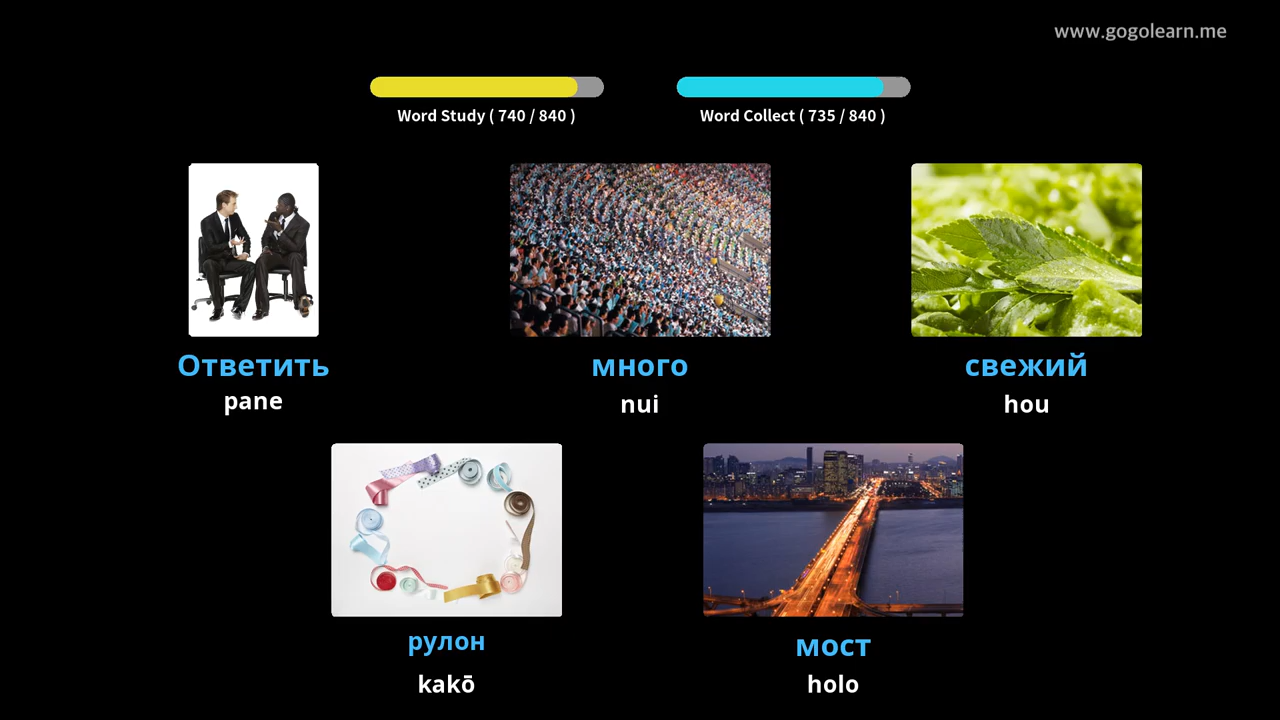 www.gogolearn.me
Word Study ( 740 / 840 )
Word Collect ( 735 / 840 )
Ответить
pane
много
nui
свежий
hou
рулон
kakō
мост
holo